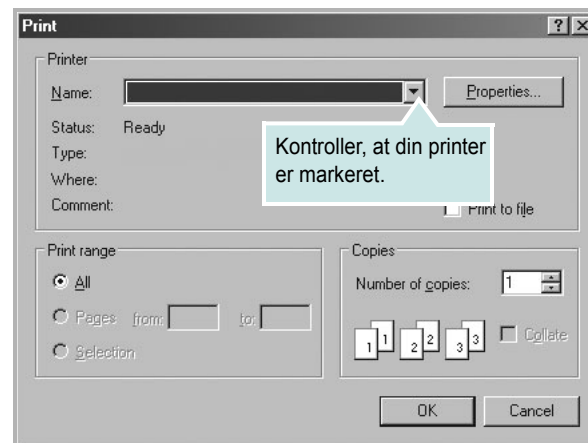 Print
Printer
Name:
Properties...
Status: Ready
Type:
Where:
Comment:
Print to file
Kontroller, at din printer
er markeret.
Print range
All
Pages from: to:
Selection
Copies
Number of copies: 1
1 1 2 2 3 3
Collate
OK Cancel